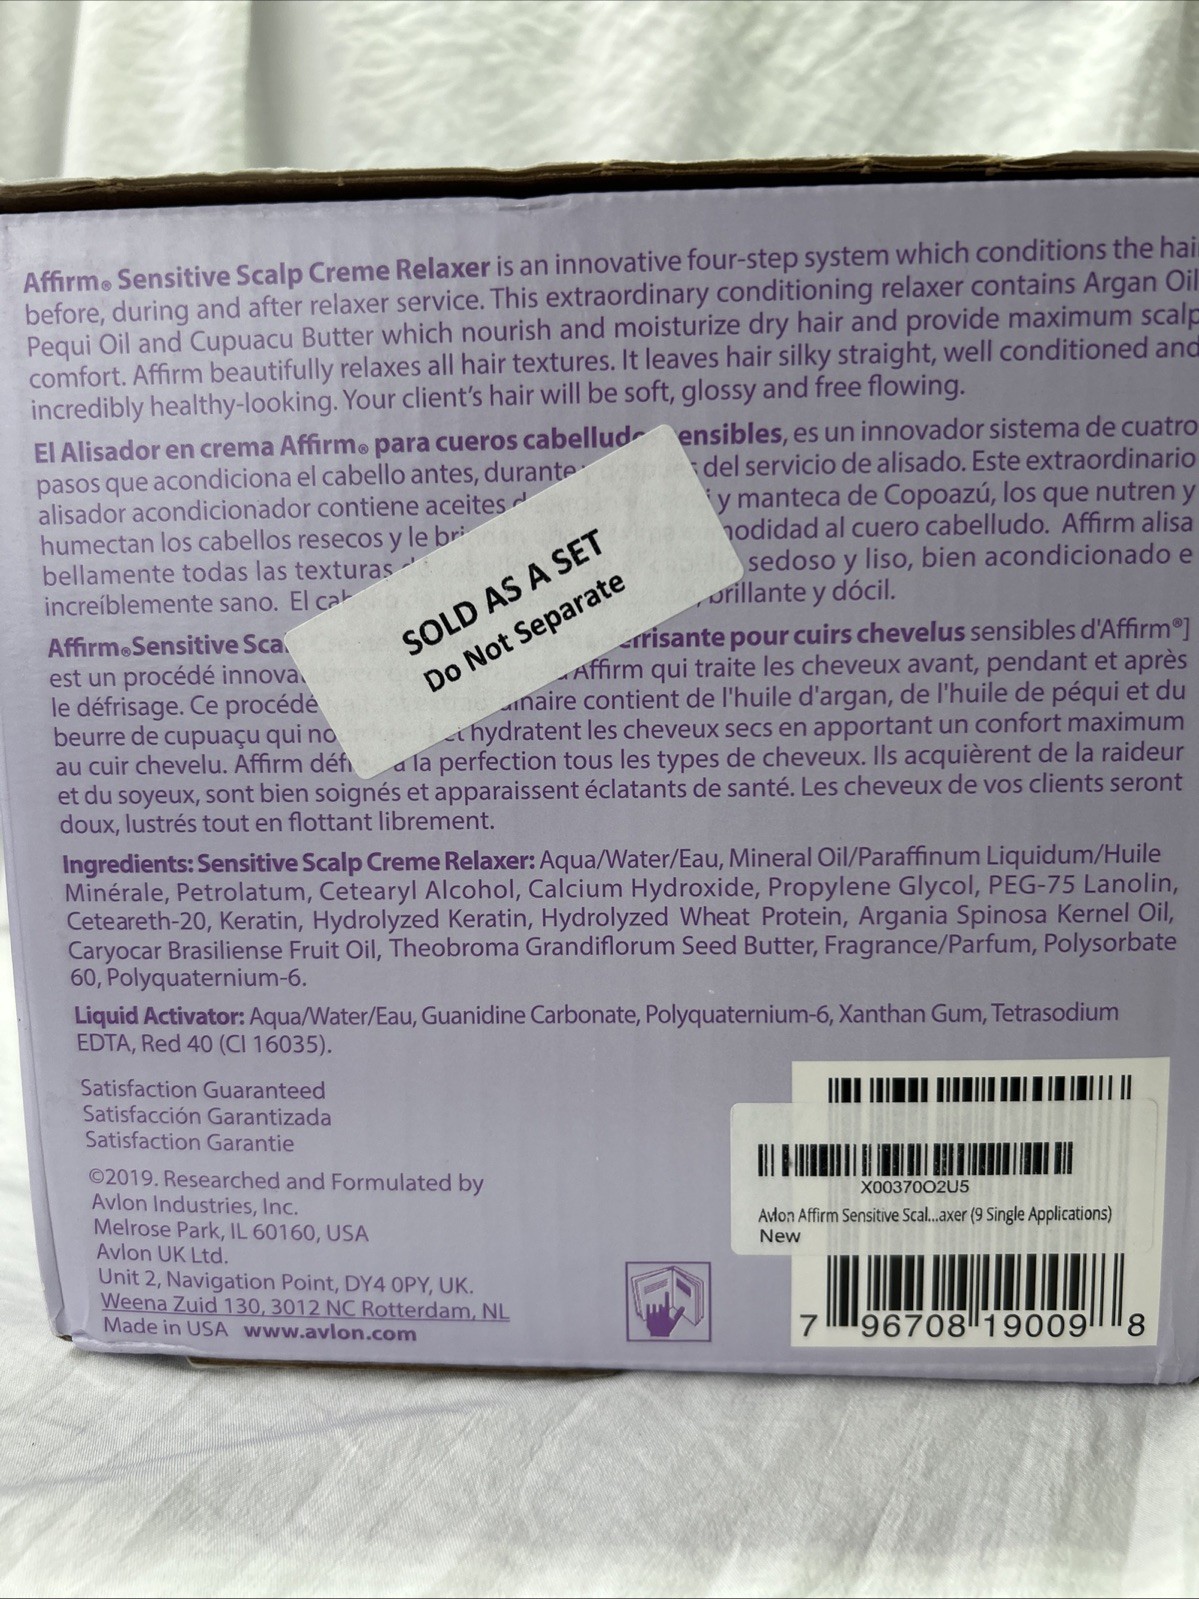 Affirm® Sensitive Scalp Creme Relaxer is an innovative four-step system which conditions the hai
before, during and after relaxer service. This extraordinary conditioning relaxer contains Argan Oil
Pequi Oil and Cupuacu Butter which nourish and moisturize dry hair and provide maximum scalp
comfort. Affirm beautifully relaxes all hair textures. It leaves hair silky straight, well conditioned and
incredibly healthy-looking. Your client's hair will be soft, glossy and free flowing.
El Alisador en crema Affirm® para cueros cabelludo ensibles, es un innovador sistema de cuatro
pasos que acondiciona el cabello antes, durante del servicio de alisado. Este extraordinario
alisador acondicionador contiene aceites y manteca de Copoazú, los que nutren y
humectan los cabellos resecos y le bri modidad al cuero cabelludo. Affirm alisa
bellamente todas las texturas sedoso y liso, bien acondicionado e
increíblemente sano. El cab brillante y dócil.
SOLD AS A SET
Do Not Separate
Affirm®Sensitive Sca frisante pour cuirs chevelus sensibles d'Affirm®]
est un procédé innova Affirm qui traite les cheveux avant, pendant et après
le défrisage. Ce procédé inaire contient de l'huile d'argan, de l'huile de péqui et du
beurre de cupuaçu qui no et hydratent les cheveux secs en apportant un confort maximum
au cuir chevelu. Affirm défr à la perfection tous les types de cheveux. Ils acquièrent de la raideur
et du soyeux, sont bien soignés et apparaissent éclatants de santé. Les cheveux de vos clients seront
doux, lustrés tout en flottant librement.
Ingredients: Sensitive Scalp Creme Relaxer: Aqua/Water/Eau, Mineral Oil/Paraffinum Liquidum/Huile
Minérale, Petrolatum, Cetearyl Alcohol, Calcium Hydroxide, Propylene Glycol, PEG-75 Lanolin,
Ceteareth-20, Keratin, Hydrolyzed Keratin, Hydrolyzed Wheat Protein, Argania Spinosa Kernel Oil,
Caryocar Brasiliense Fruit Oil, Theobroma Grandiflorum Seed Butter, Fragrance/Parfum, Polysorbate
60, Polyquaternium-6.
Liquid Activator: Aqua/Water/Eau, Guanidine Carbonate, Polyquaternium-6, Xanthan Gum, Tetrasodium
EDTA, Red 40 (CI 16035).
Satisfaction Guaranteed
Satisfacción Garantizada
Satisfaction Garantie
©2019. Researched and Formulated by
Avlon Industries, Inc.
Melrose Park, IL 60160, USA
Avlon UK Ltd.
Unit 2, Navigation Point, DY4 0PY, UK.
Weena Zuid 130, 3012 NC Rotterdam, NL
Made in USA www.avlon.com
X0037OO2U5
Avlon Affirm Sensitive Scal...axer (9 Single Applications)
New
7 96708 19009 8